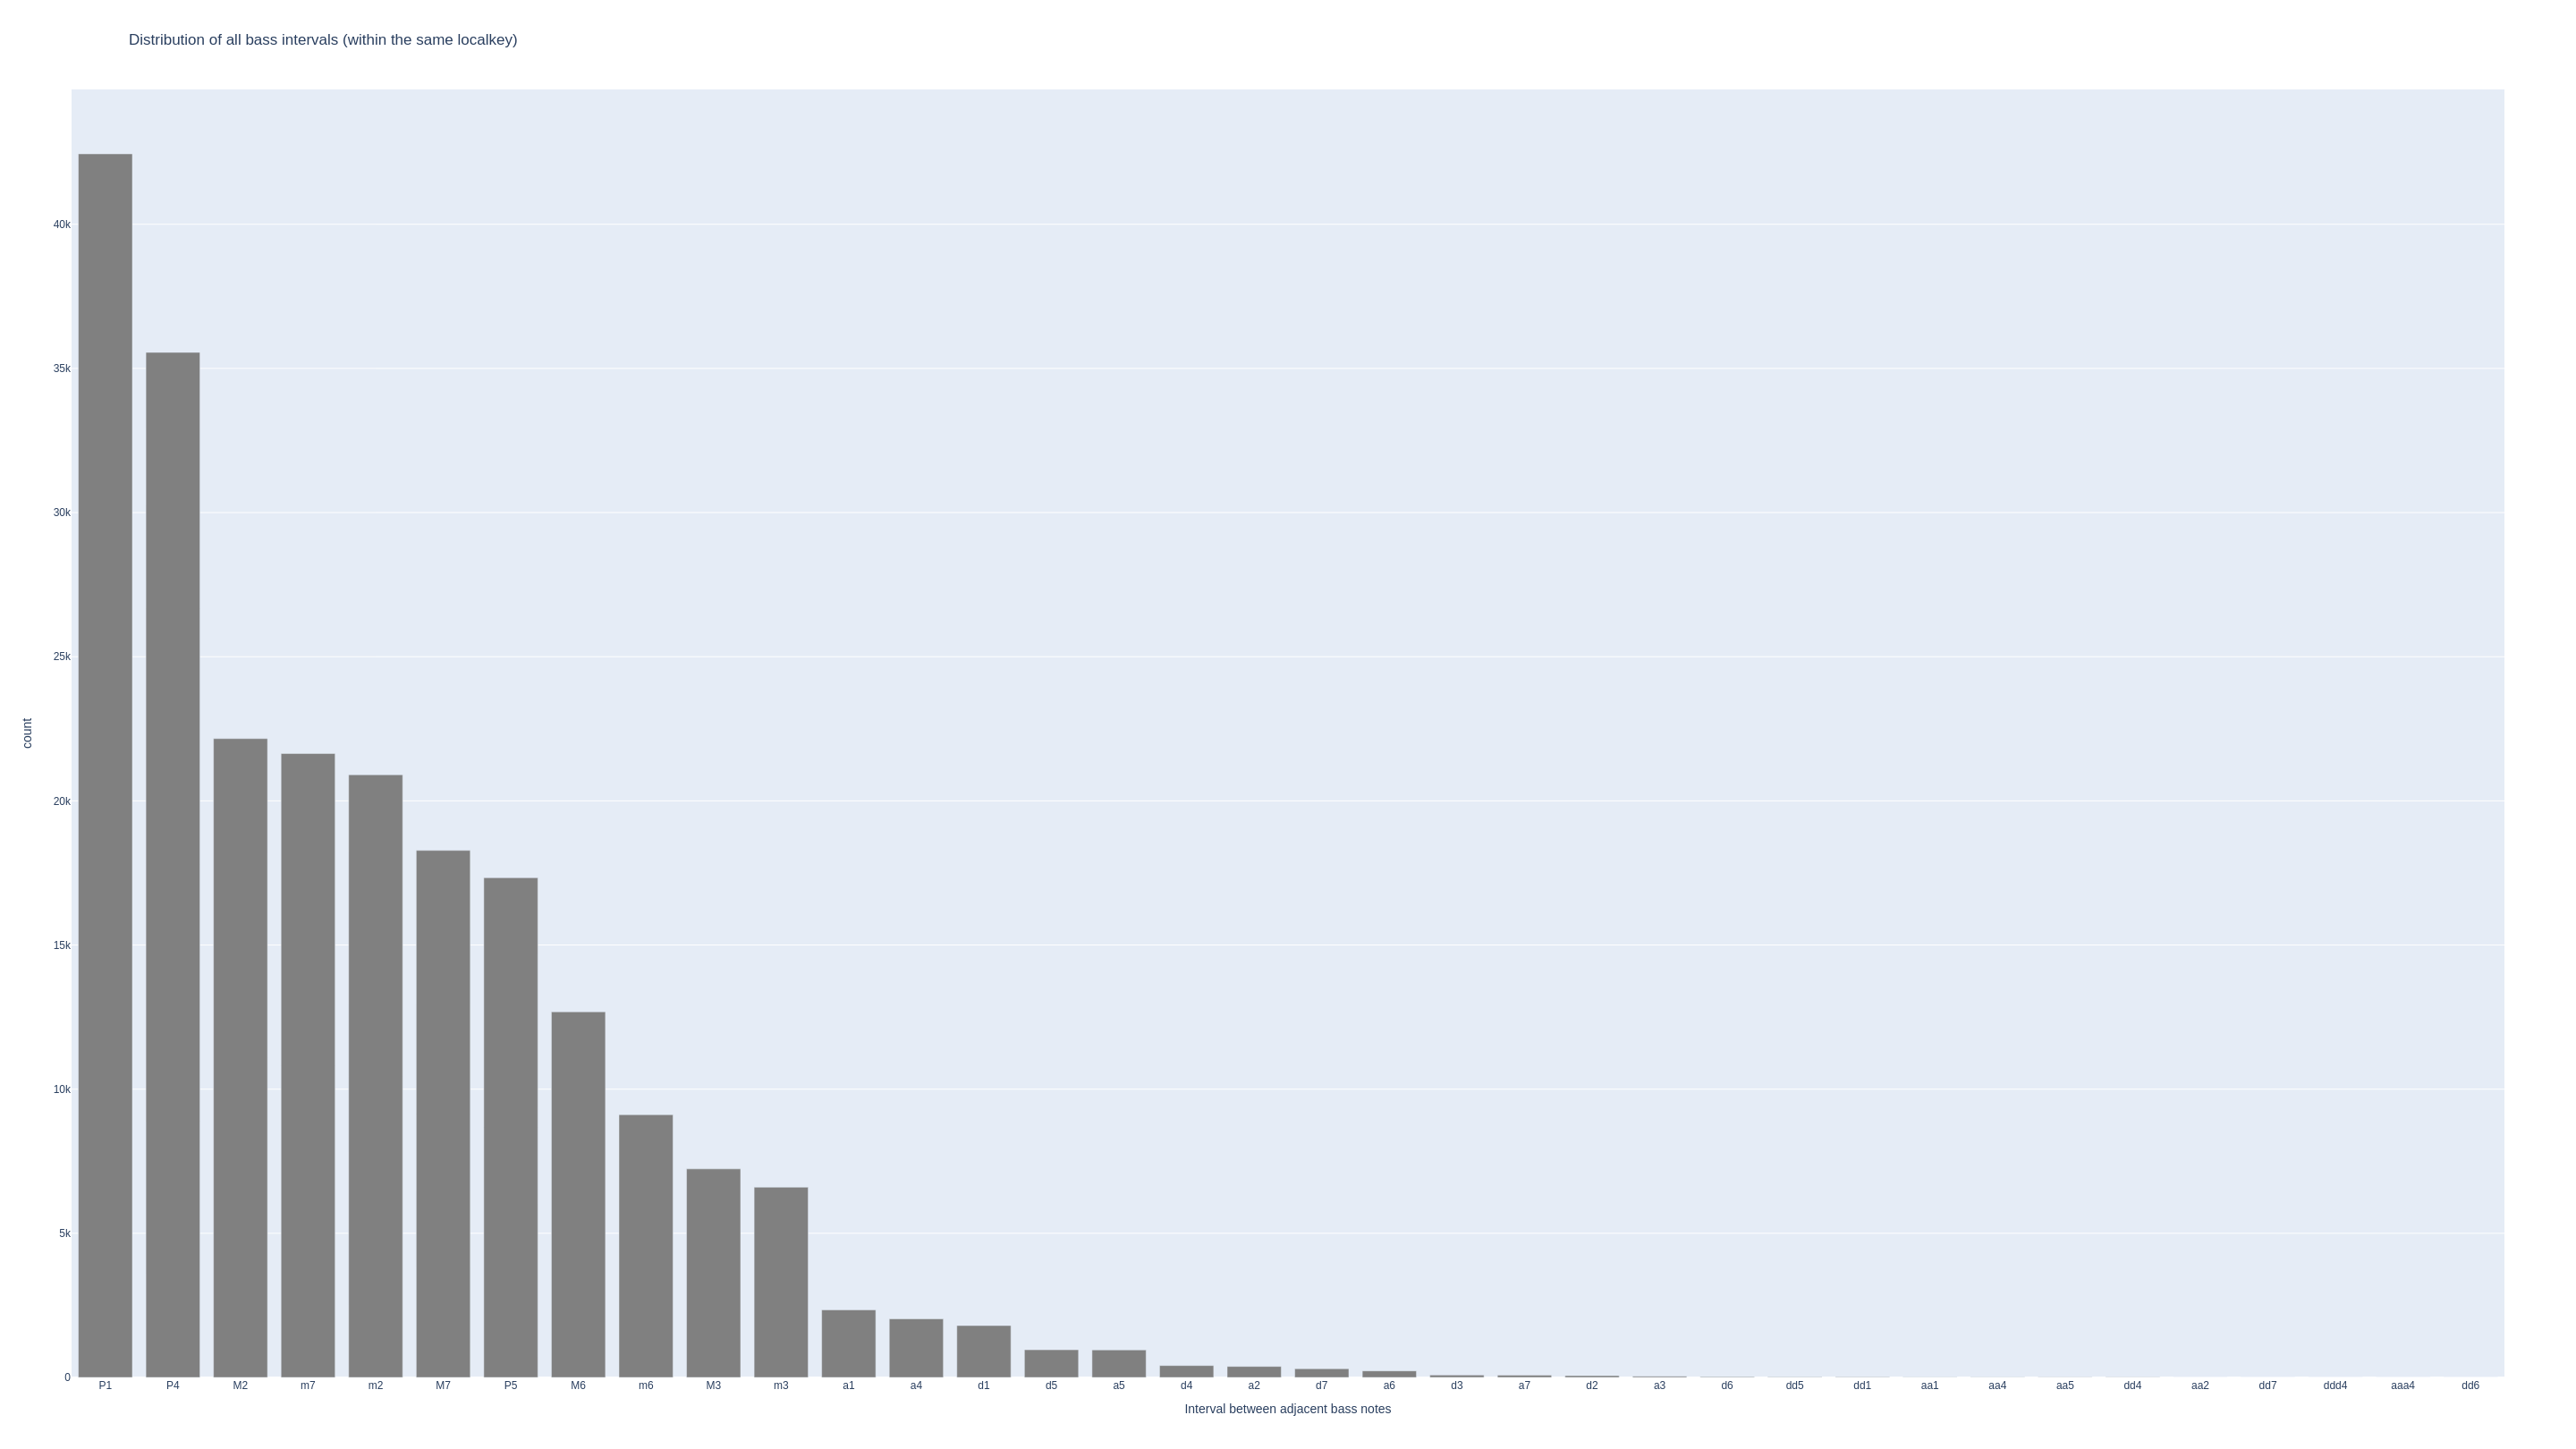 Distribution of all bass intervals (within the same localkey)
count
40k
35k
30k
25k
20k
15k
10k
5k
0
P1 P4 M2 m7 m2 M7 P5 M6 m6 M3 m3 a1 a4 d1 d5 a5 d4 a2 d7 a6 d3 a7 d2 a3 d6 dd5 dd1 aa1 aa4 aa5 dd4 aa2 dd7 ddd4 aaa4 dd6
Interval between adjacent bass notes